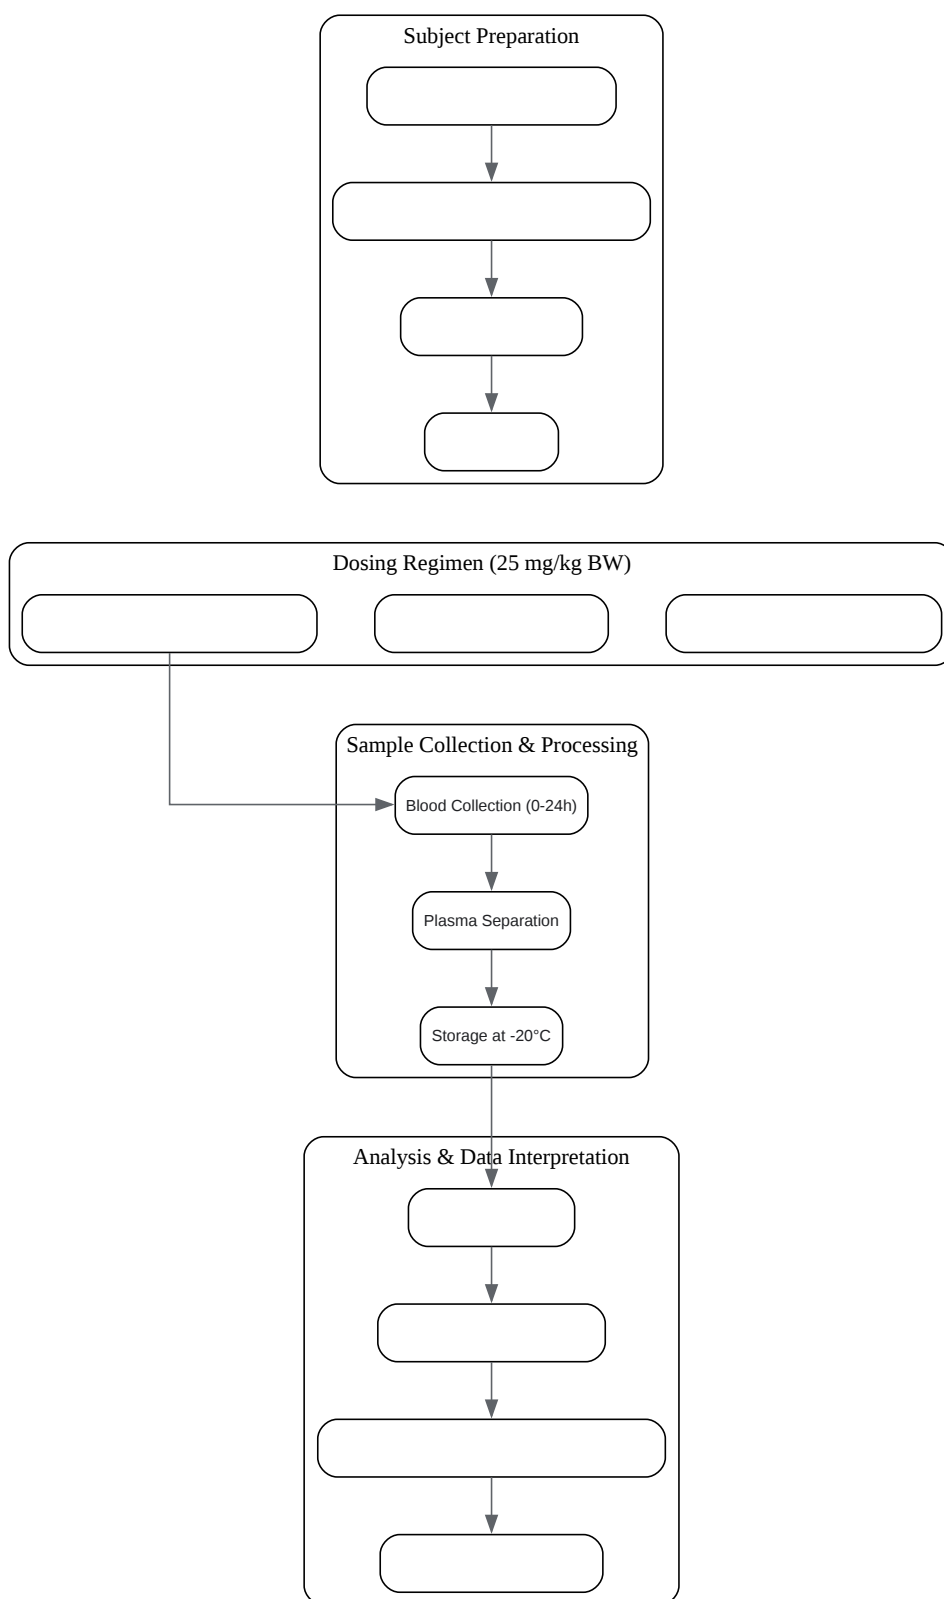 Subject Preparation
Dosing Regimen (25 mg/kg BW)
Sample Collection & Processing
Blood Collection (0-24h)
Plasma Separation
Storage at -20°C
Analysis & Data Interpretation